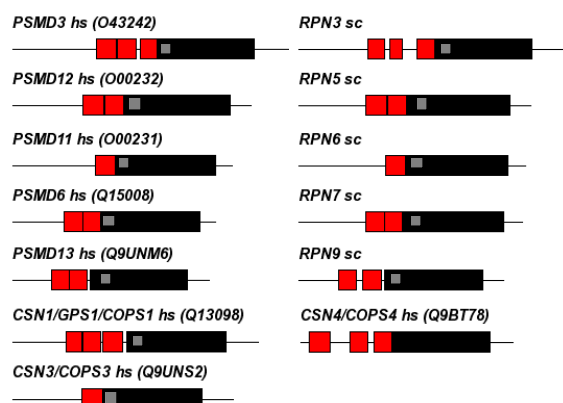 PSMD3 hs (O43242)
RPN3 sc
PSMD12 hs (O00232)
RPN5 sc
PSMD11 hs (O00231)
RPN6 sc
PSMD6 hs (Q15008)
RPN7 sc
PSMD13 hs (Q9UNM6)
RPN9 sc
CSN1/GPS1/COPS1 hs (Q13098)
CSN4/COPS4 hs (Q9BT78)
CSN3/COPS3 hs (Q9UNS2)